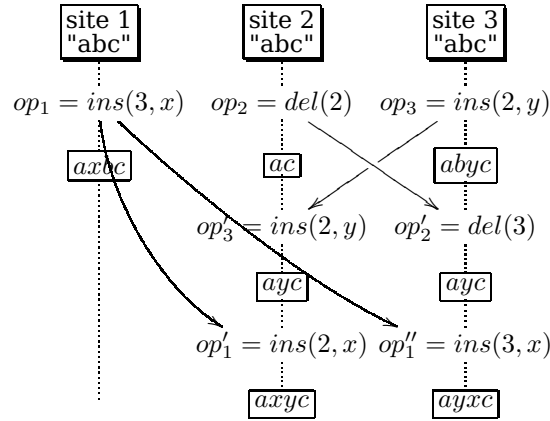 site 1 site 2 site 3
"abc" "abc" "abc"
op₁ = ins(3, x) op₂ = del(2) op₃ = ins(2, y)
axbc ac abyc
op′₃ = ins(2, y) op′₂ = del(3)
ayc ayc
op′₁ = ins(2, x) op″₁ = ins(3, x)
axyc ayxc